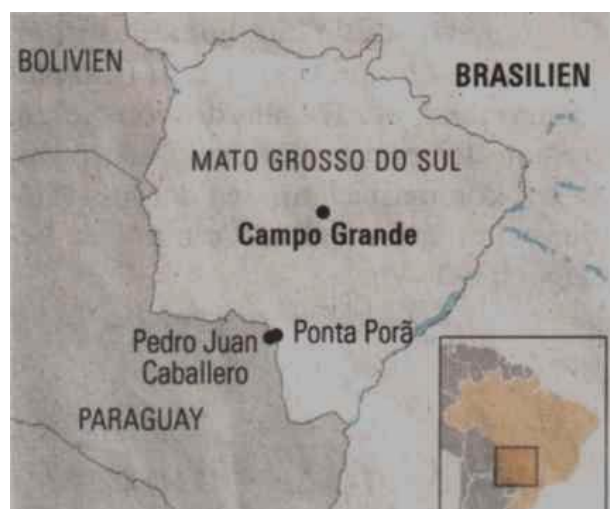 BOLIVIEN
BRASILIEN
MATO GROSSO DO SUL
Campo Grande
Pedro Juan
Caballero
Ponta Porã
PARAGUAY